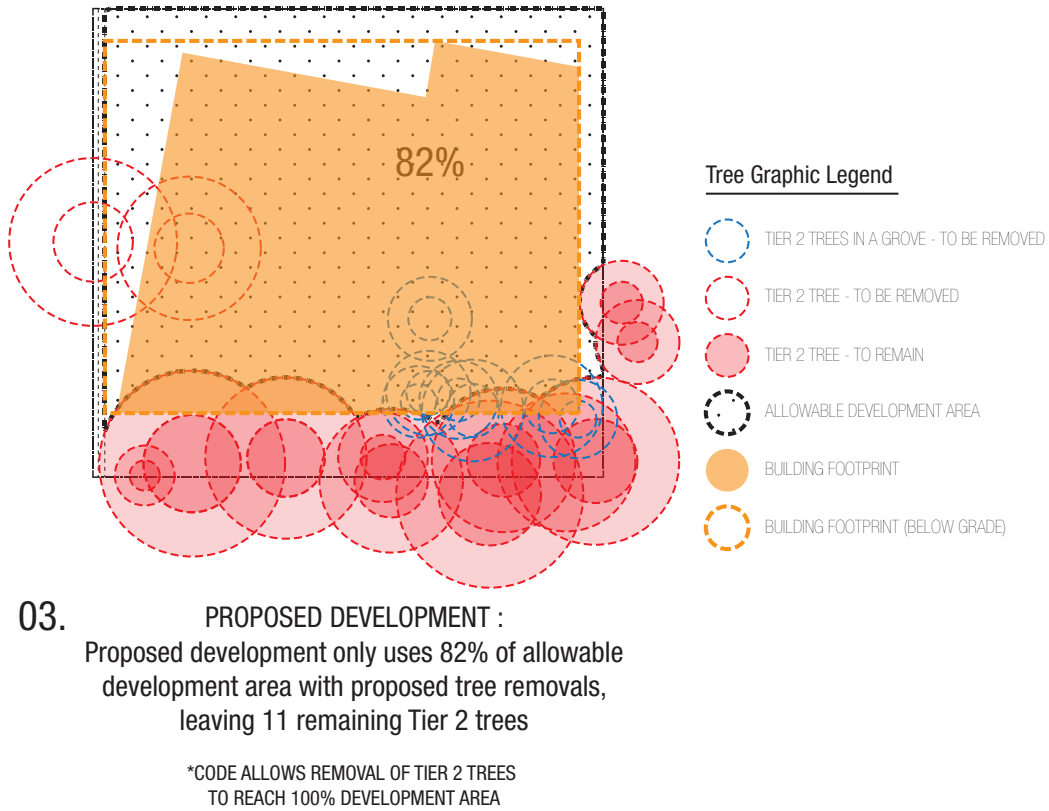 82%
Tree Graphic Legend
TIER 2 TREES IN A GROVE - TO BE REMOVED
TIER 2 TREE - TO BE REMOVED
TIER 2 TREE - TO REMAIN
ALLOWABLE DEVELOPMENT AREA
BUILDING FOOTPRINT
BUILDING FOOTPRINT (BELOW GRADE)
03.
PROPOSED DEVELOPMENT :
Proposed development only uses 82% of allowable
development area with proposed tree removals,
leaving 11 remaining Tier 2 trees
*CODE ALLOWS REMOVAL OF TIER 2 TREES
TO REACH 100% DEVELOPMENT AREA